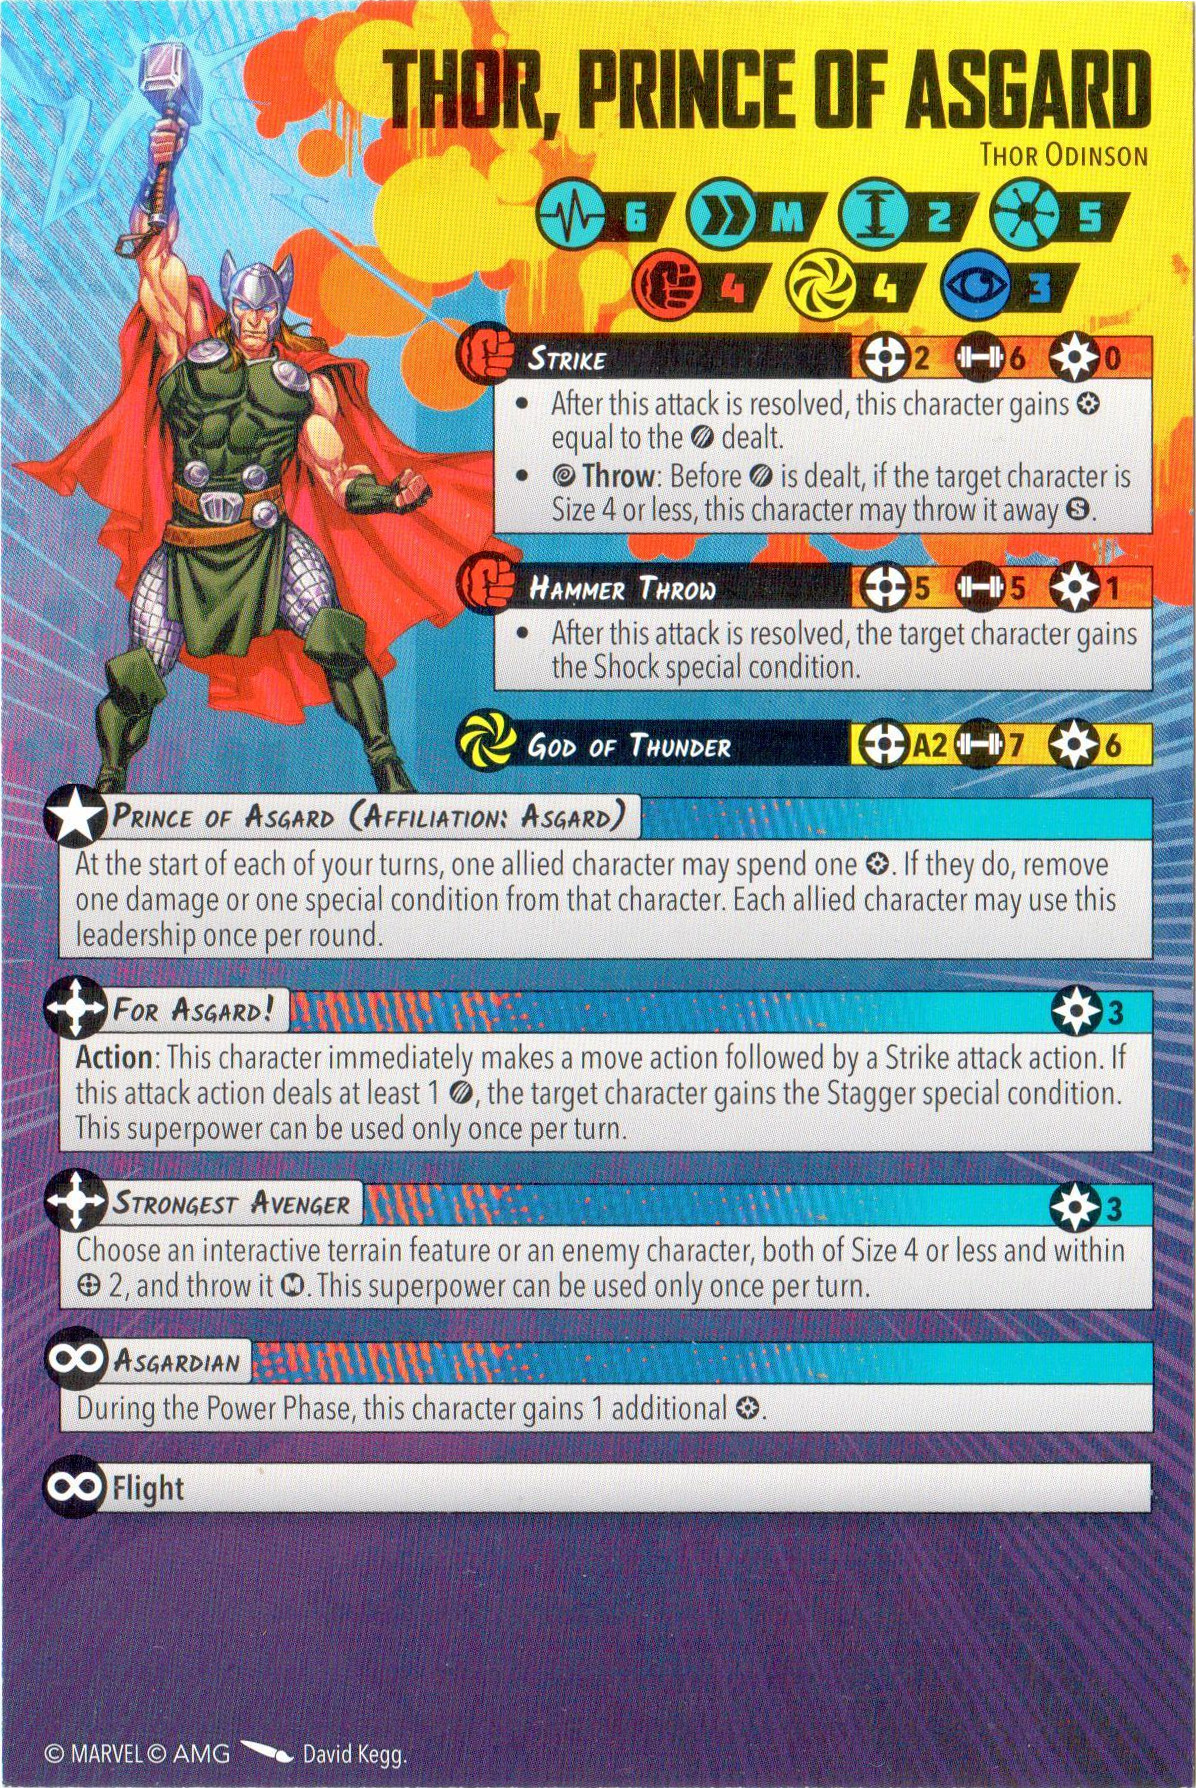 THOR, PRINCE OF ASGARD
THOR ODINSON
6 M 2 5
4 4 3
STRIKE 2 6 0
• After this attack is resolved, this character gains
equal to the dealt.
• Throw: Before is dealt, if the target character is
Size 4 or less, this character may throw it away S.
HAMMER THROW 5 5 1
• After this attack is resolved, the target character gains
the Shock special condition.
GOD OF THUNDER A2 7 6
PRINCE OF ASGARD (AFFILIATION: ASGARD)
At the start of each of your turns, one allied character may spend one . If they do, remove
one damage or one special condition from that character. Each allied character may use this
leadership once per round.
FOR ASGARD! 3
Action: This character immediately makes a move action followed by a Strike attack action. If
this attack action deals at least 1 , the target character gains the Stagger special condition.
This superpower can be used only once per turn.
STRONGEST AVENGER 3
Choose an interactive terrain feature or an enemy character, both of Size 4 or less and within
2, and throw it M. This superpower can be used only once per turn.
ASGARDIAN
During the Power Phase, this character gains 1 additional .
Flight
© MARVEL © AMG David Kegg.